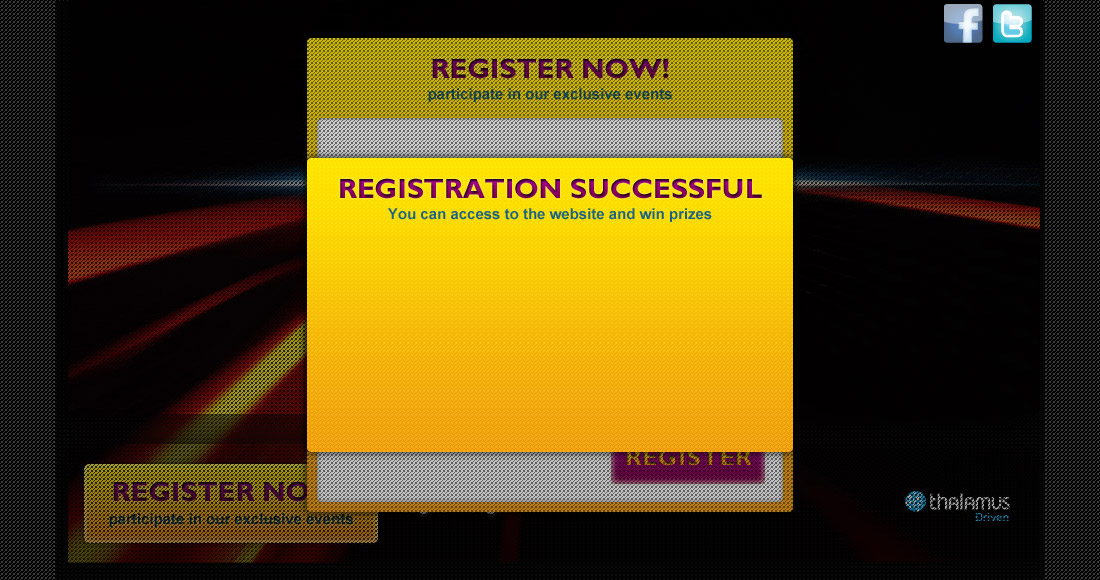 REGISTER NOW!
participate in our exclusive events
REGISTRATION SUCCESSFUL
You can access to the website and win prizes
REGISTER
REGISTER NO
participate in our exclusive events
thalamus
Driven